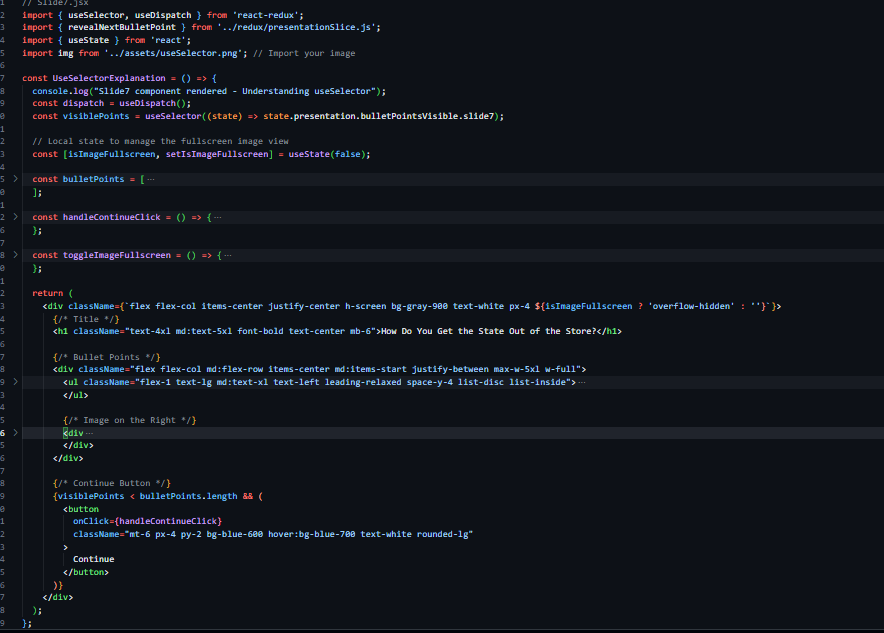 1 // Slide7.jsx
2 import { useSelector, useDispatch } from 'react-redux';
3 import { revealNextBulletPoint } from '../redux/presentationSlice.js';
4 import { useState } from 'react';
5 import img from '../assets/useSelector.png'; // Import your image
6
7 const UseSelectorExplanation = () => {
8 console.log("Slide7 component rendered - Understanding useSelector");
9 const dispatch = useDispatch();
0 const visiblePoints = useSelector((state) => state.presentation.bulletPointsVisible.slide7);
1
2 // Local state to manage the fullscreen image view
3 const [isImageFullscreen, setIsImageFullscreen] = useState(false);
4
5 > const bulletPoints = [ ···
0 ];
1
2 > const handleContinueClick = () => { ···
6 };
7
8 > const toggleImageFullscreen = () => { ···
0 };
1
2 return (
3 <div className={`flex flex-col items-center justify-center h-screen bg-gray-900 text-white px-4 ${isImageFullscreen ? 'overflow-hidden' : ''}`}>
4 {/* Title */}
5 <h1 className="text-4xl md:text-5xl font-bold text-center mb-6">How Do You Get the State Out of the Store?</h1>
6
7 {/* Bullet Points */}
8 <div className="flex flex-col md:flex-row items-center md:items-start justify-between max-w-5xl w-full">
9 > <ul className="flex-1 text-lg md:text-xl text-left leading-relaxed space-y-4 list-disc list-inside"> ···
3 </ul>
4
5 {/* Image on the Right */}
6 > <div ···
5 </div>
6 </div>
7
8 {/* Continue Button */}
9 {visiblePoints < bulletPoints.length && (
0 <button
1 onClick={handleContinueClick}
2 className="mt-6 px-4 py-2 bg-blue-600 hover:bg-blue-700 text-white rounded-lg"
3 >
4 Continue
5 </button>
6 )}
7 </div>
8 );
9 };